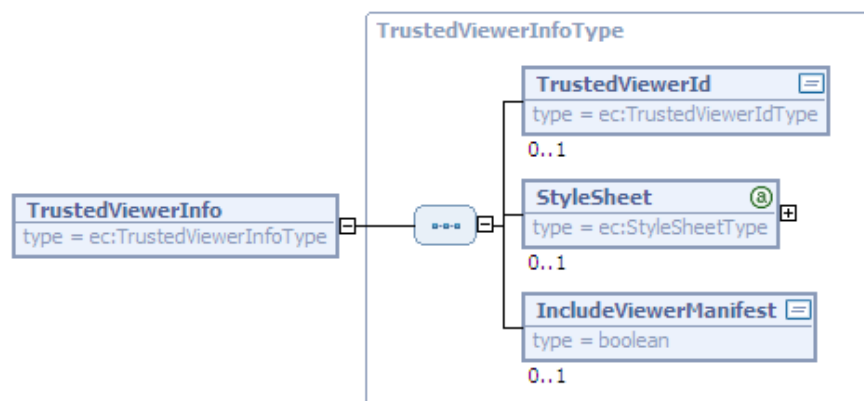 TrustedViewerInfoType
TrustedViewerId
type = ec:TrustedViewerIdType
0..1
TrustedViewerInfo
type = ec:TrustedViewerInfoType
StyleSheet
a
type = ec:StyleSheetType
0..1
IncludeViewerManifest
type = boolean
0..1